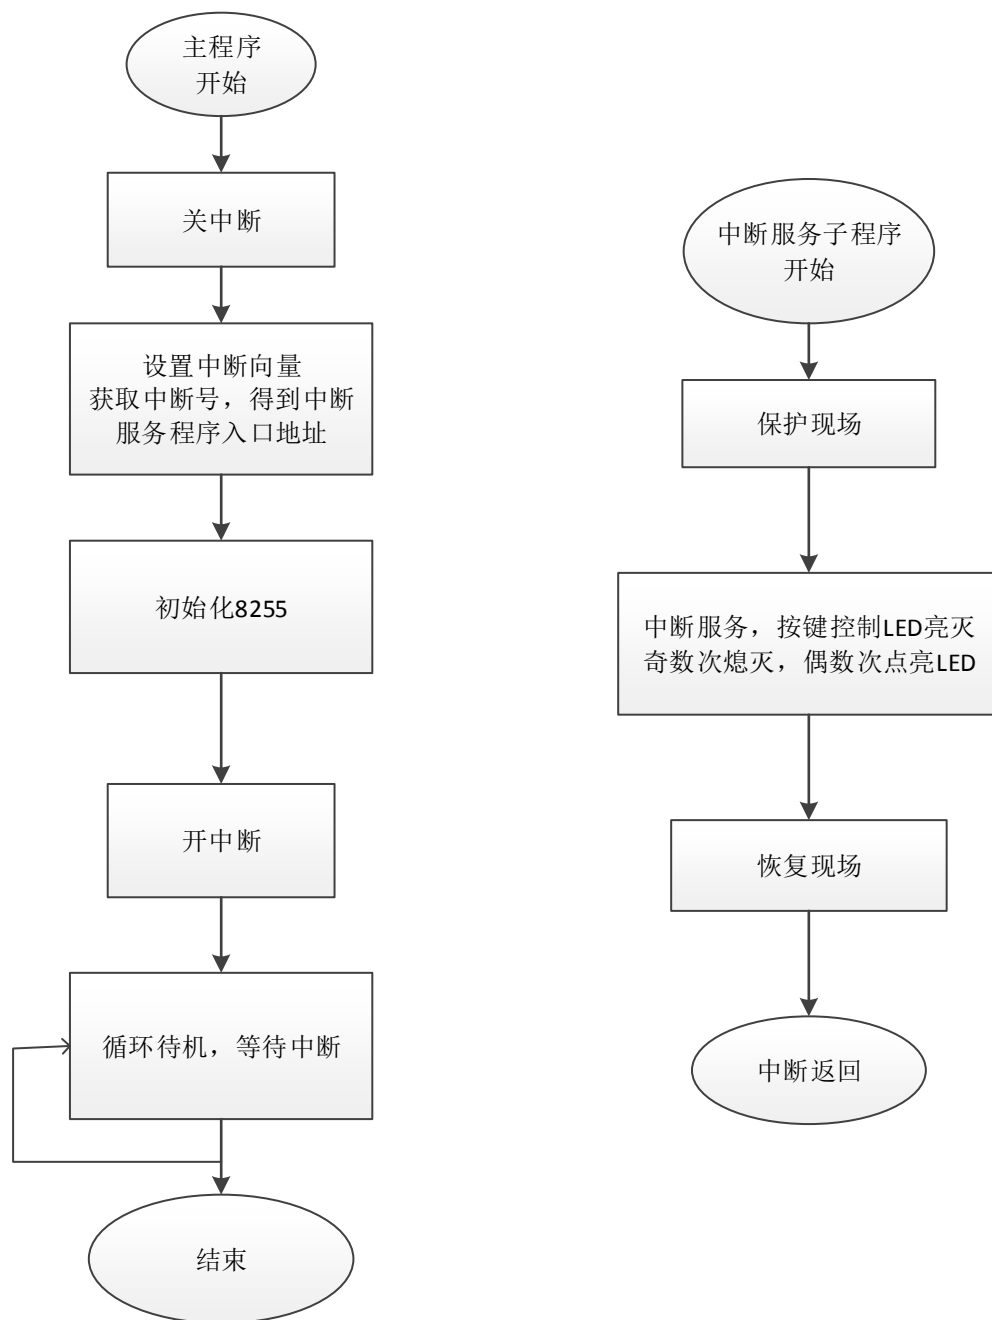 主程序
开始
关中断
设置中断向量
获取中断号，得到中断
服务程序入口地址
初始化8255
开中断
循环待机，等待中断
结束
中断服务子程序
开始
保护现场
中断服务，按键控制LED亮灭
奇数次熄灭，偶数次点亮LED
恢复现场
中断返回